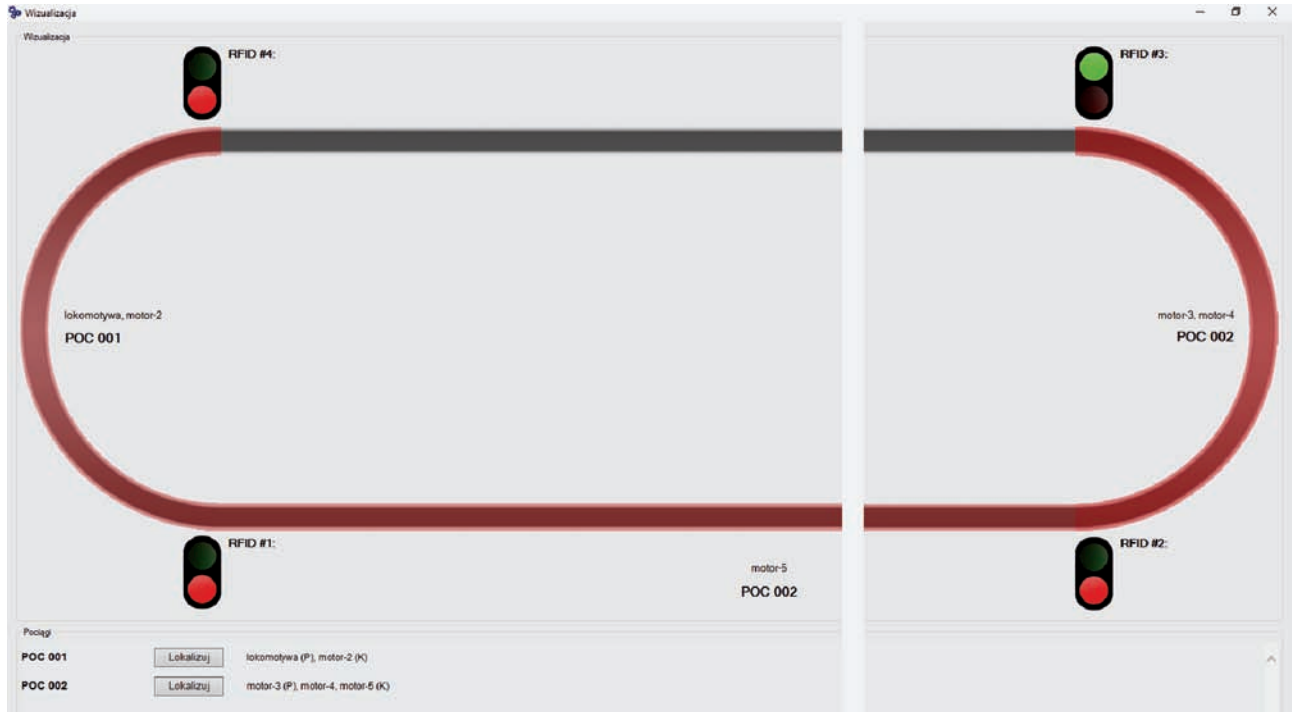 Wizualizacja
Wizualizacja
RFID #4:
RFID #3:
lokomotywa, motor-2
POC 001
motor-3, motor-4
POC 002
RFID #1:
RFID #2:
motor-5
POC 002
Pociągi
POC 001 Lokalizuj lokomotywa (P), motor-2 (K)
POC 002 Lokalizuj motor-3 (P), motor-4, motor-5 (K)